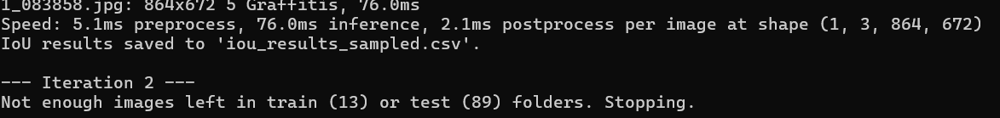 1_083858.jpg: 864x672 5 Graffitis, 76.0ms
Speed: 5.1ms preprocess, 76.0ms inference, 2.1ms postprocess per image at shape (1, 3, 864, 672)
IoU results saved to 'iou_results_sampled.csv'.
--- Iteration 2 ---
Not enough images left in train (13) or test (89) folders. Stopping.